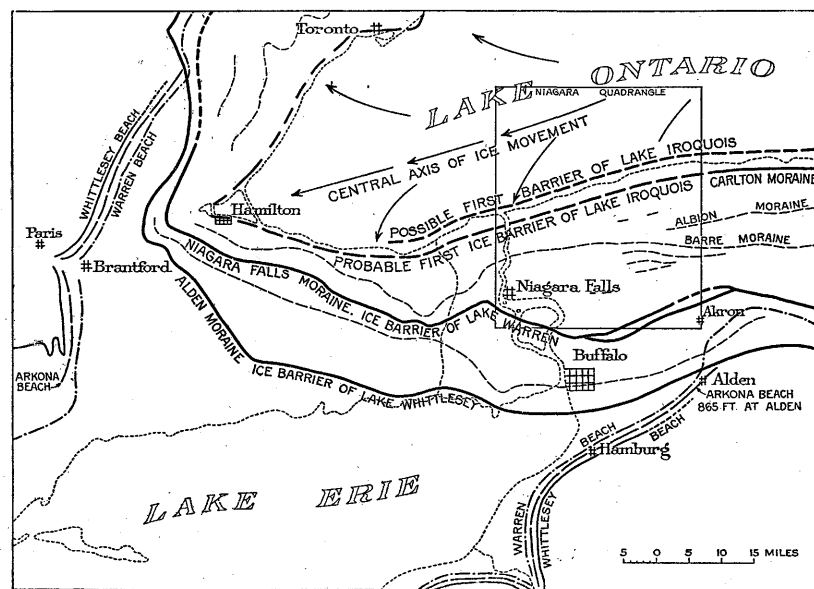 Toronto
LAKE ONTARIO
NIAGARA QUADRANGLE
WHITTLESEY BEACH
WARREN BEACH
CENTRAL AXIS OF ICE MOVEMENT
POSSIBLE FIRST BARRIER OF LAKE IROQUOIS
PROBABLE FIRST ICE BARRIER OF LAKE IROQUOIS
CARLTON MORAINE
Hamilton
ALBION MORAINE
Paris
BARRE MORAINE
Brantford
NIAGARA FALLS MORAINE. ICE BARRIER OF LAKE WARREN
Niagara Falls
Akron
ALDEN MORAINE
ICE BARRIER OF LAKE WHITTLESEY
Buffalo
ARKONA
BEACH
Alden
ARKONA BEACH
865 FT. AT ALDEN
BEACH
BEACH
Hamburg
LAKE ERIE
WARREN
WHITTLESEY
5 0 5 10 15 MILES